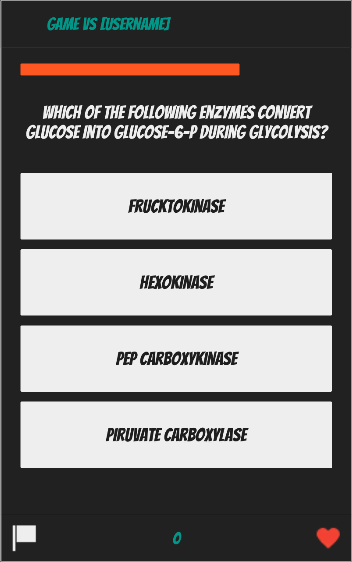 GAME VS [USERNAME]
WHICH OF THE FOLLOWING ENZYMES CONVERT
GLUCOSE INTO GLUCOSE-6-P DURING GLYCOLYSIS?
FRUCKTOKINASE
HEXOKINASE
PEP CARBOXYKINASE
PIRUVATE CARBOXYLASE
0